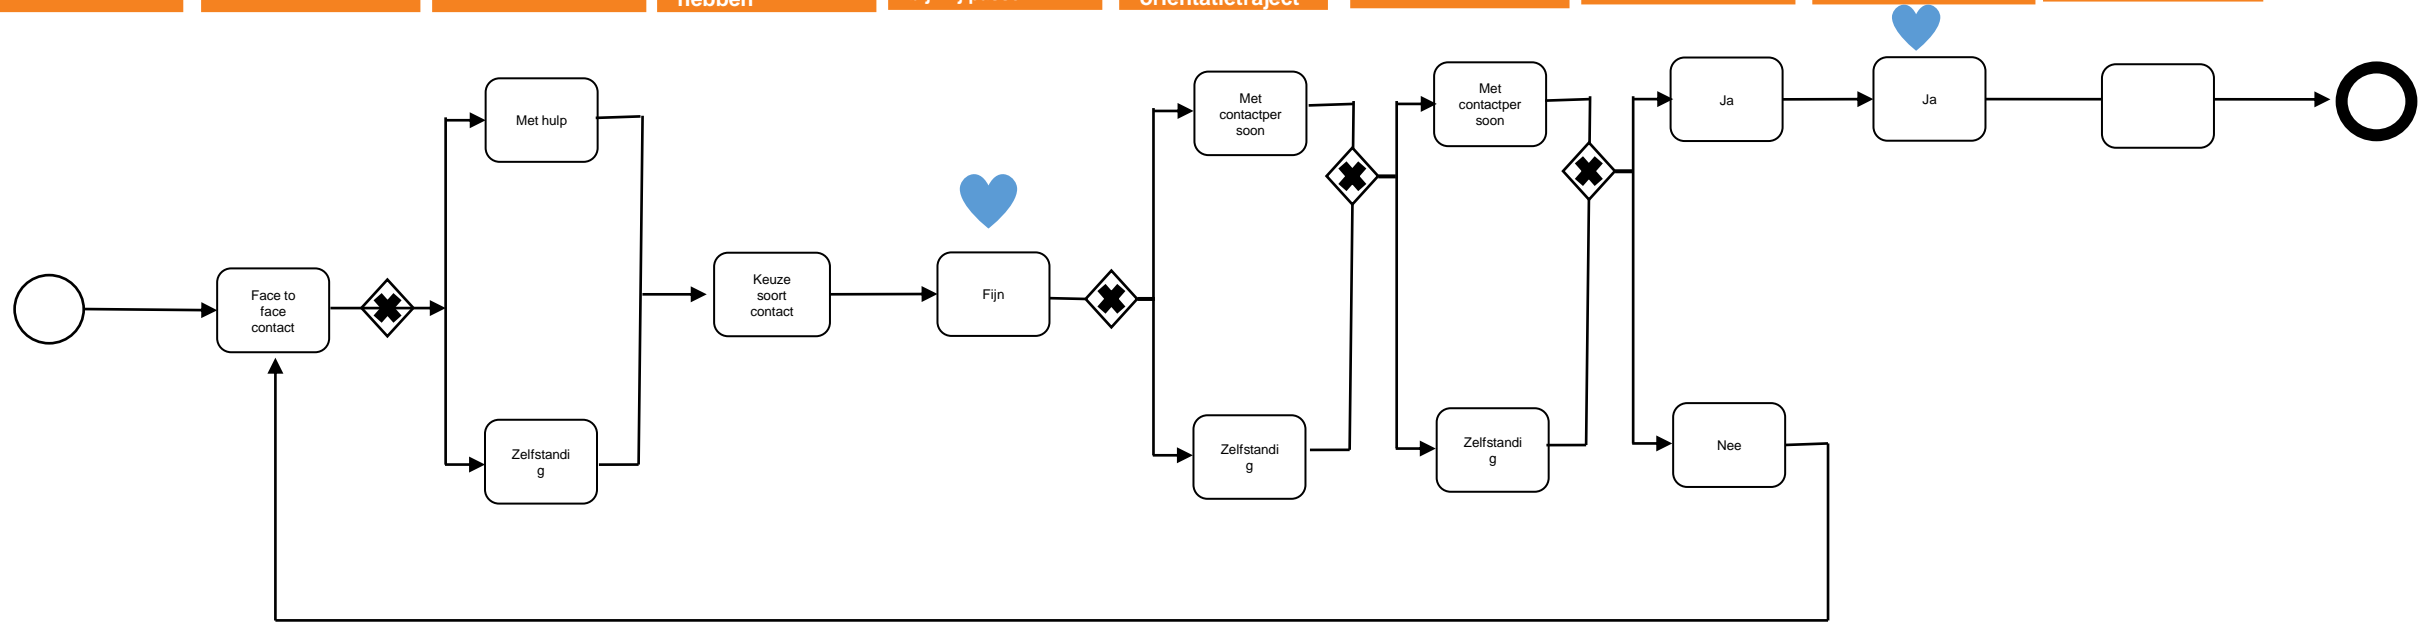 hebben
orientatietraject
Met hulp
Zelfstandi
g
Face to
face
contact
Keuze
soort
contact
Fijn
Met
contactper
soon
Zelfstandi
g
Met
contactper
soon
Zelfstandi
g
Ja
Nee
Ja